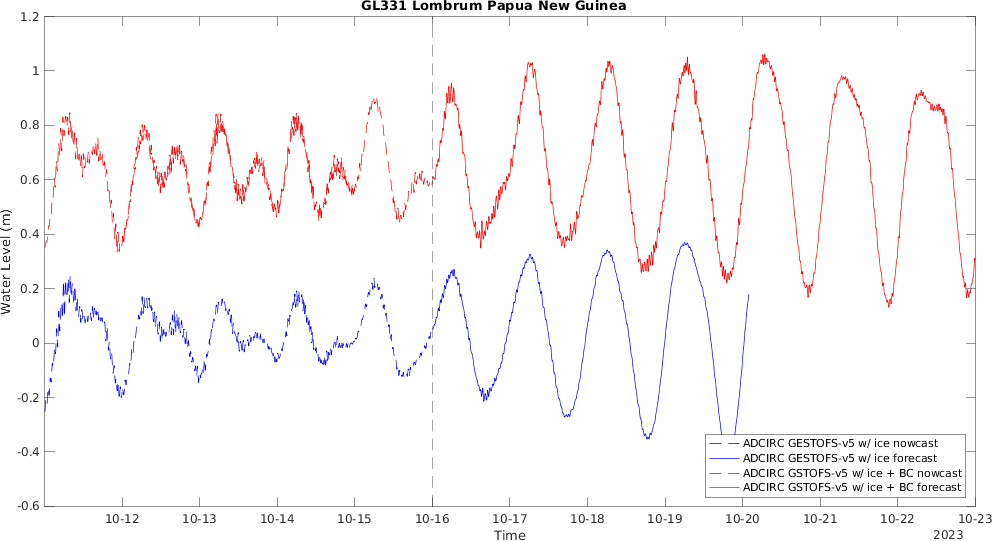 GL331 Lombrum Papua New Guinea
Water Level (m)
1.2
1
0.8
0.6
0.4
0.2
0
-0.2
-0.4
-0.6
ADCIRC GESTOFS-v5 w/ ice nowcast
ADCIRC GESTOFS-v5 w/ ice forecast
ADCIRC GSTOFS-v5 w/ ice + BC nowcast
ADCIRC GSTOFS-v5 w/ ice + BC forecast
10-12 10-13 10-14 10-15 10-16 10-17 10-18 10-19 10-20 10-21 10-22 10-23
Time
2023